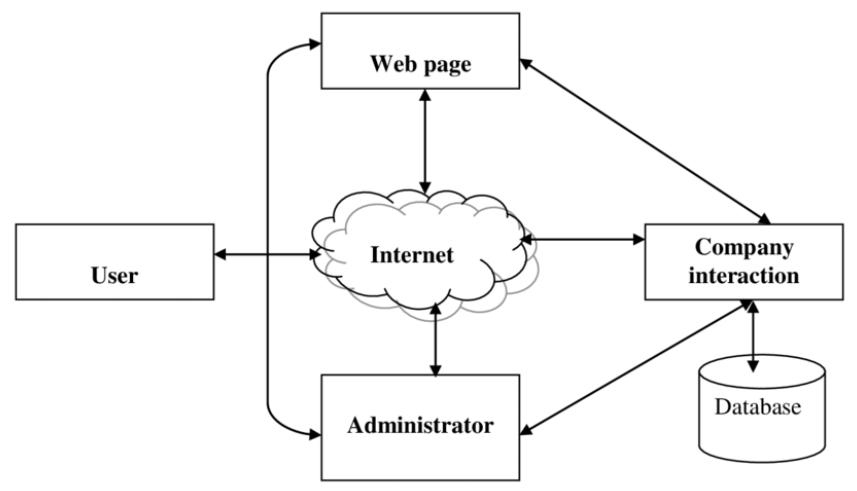 Web page
User
Internet
Company
interaction
Administrator
Database